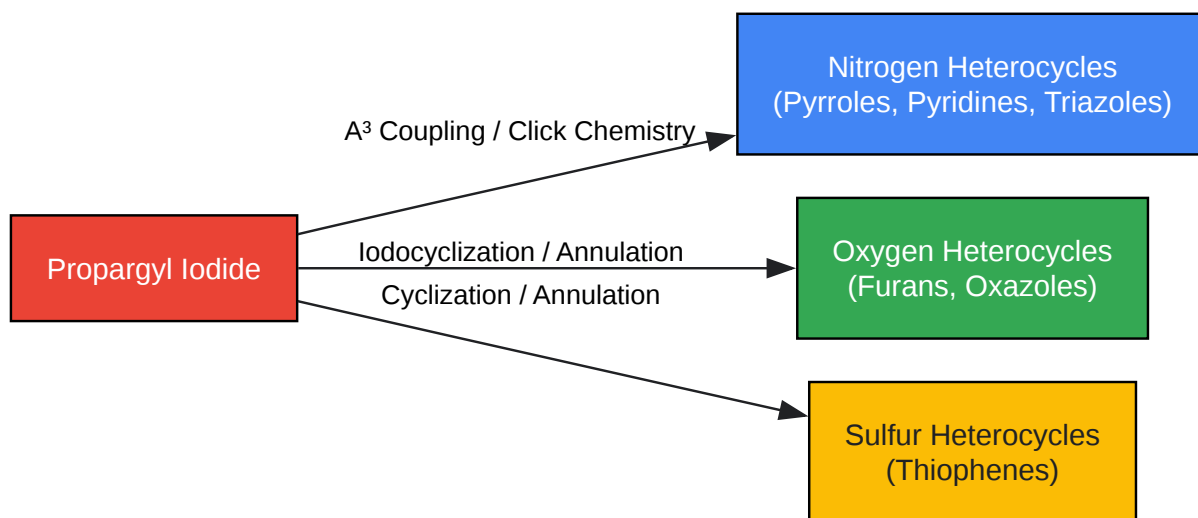 Nitrogen Heterocycles
(Pyrroles, Pyridines, Triazoles)
A³ Coupling / Click Chemistry
Propargyl Iodide
Iodocyclization / Annulation
Oxygen Heterocycles
(Furans, Oxazoles)
Cyclization / Annulation
Sulfur Heterocycles
(Thiophenes)